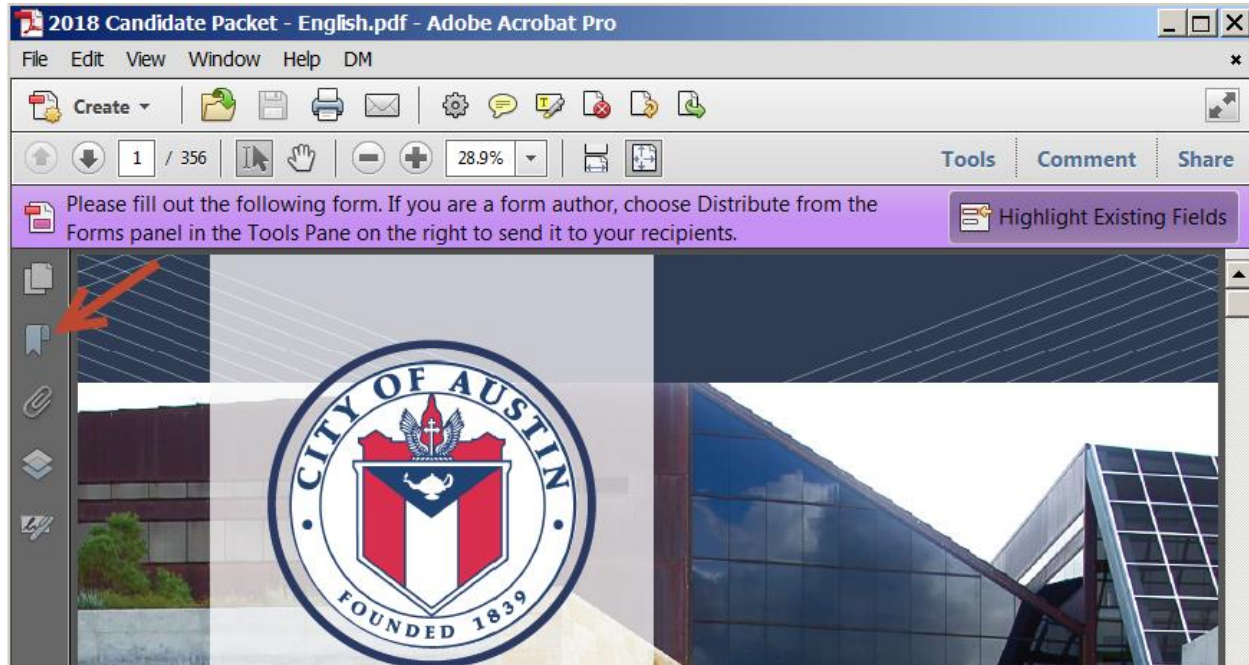 2018 Candidate Packet - English.pdf - Adobe Acrobat Pro
File Edit View Window Help DM
Create
1 / 356 28.9% Tools Comment Share
Please fill out the following form. If you are a form author, choose Distribute from the
Forms panel in the Tools Pane on the right to send it to your recipients.
Highlight Existing Fields
CITY OF AUSTIN
FOUNDED 1839